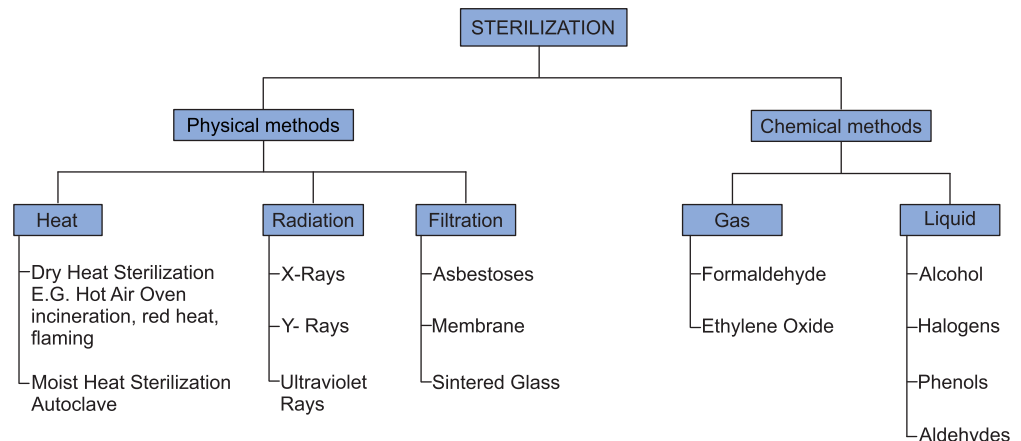 STERILIZATION
Physical methods
Chemical methods
Heat
Radiation
Filtration
Gas
Liquid
Dry Heat Sterilization
E.G. Hot Air Oven
incineration, red heat,
flaming
Moist Heat Sterilization
Autoclave
X-Rays
Y- Rays
Ultraviolet
Rays
Asbestoses
Membrane
Sintered Glass
Formaldehyde
Ethylene Oxide
Alcohol
Halogens
Phenols
Aldehydes